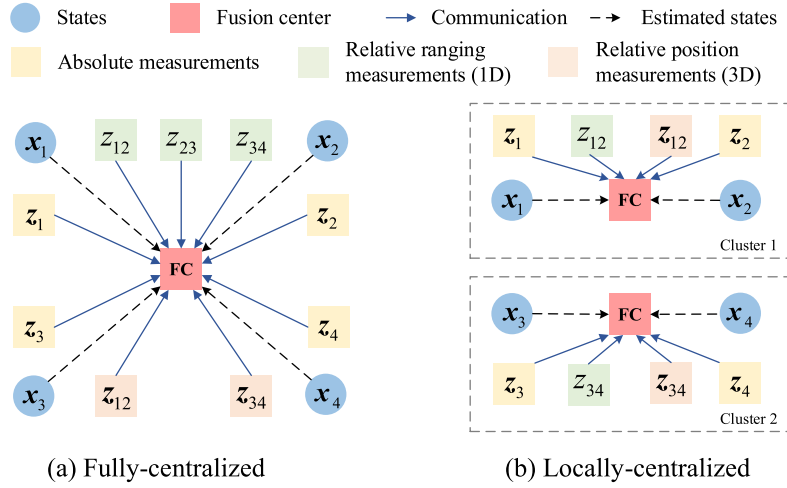 States
Fusion center
Communication
Estimated states
Absolute measurements
Relative ranging
measurements (1D)
Relative position
measurements (3D)
x1
z12
z23
z34
x2
z1
z2
FC
z3
z4
x3
z12
z34
x4
(a) Fully-centralized
z1
z12
z12
z2
x1
FC
x2
Cluster 1
x3
FC
x4
z3
z34
z34
z4
Cluster 2
(b) Locally-centralized